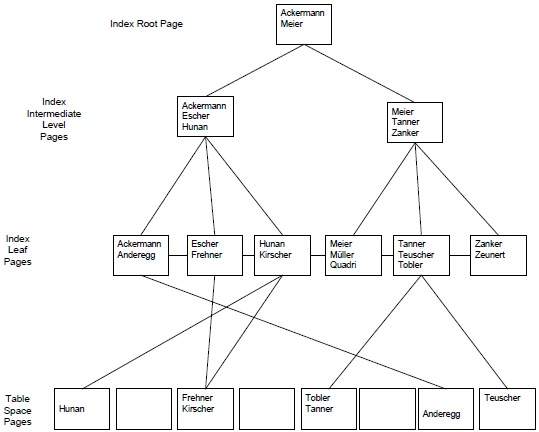 Index Root Page
Ackermann
Meier
Index
Intermediate
Level
Pages
Ackermann
Escher
Hunan
Meier
Tanner
Zanker
Index
Leaf
Pages
Ackermann
Anderegg
Escher
Frehner
Hunan
Kirscher
Meier
Müller
Quadri
Tanner
Teuscher
Tobler
Zanker
Zeunert
Table
Space
Pages
Hunan
Frehner
Kirscher
Tobler
Tanner
Anderegg
Teuscher